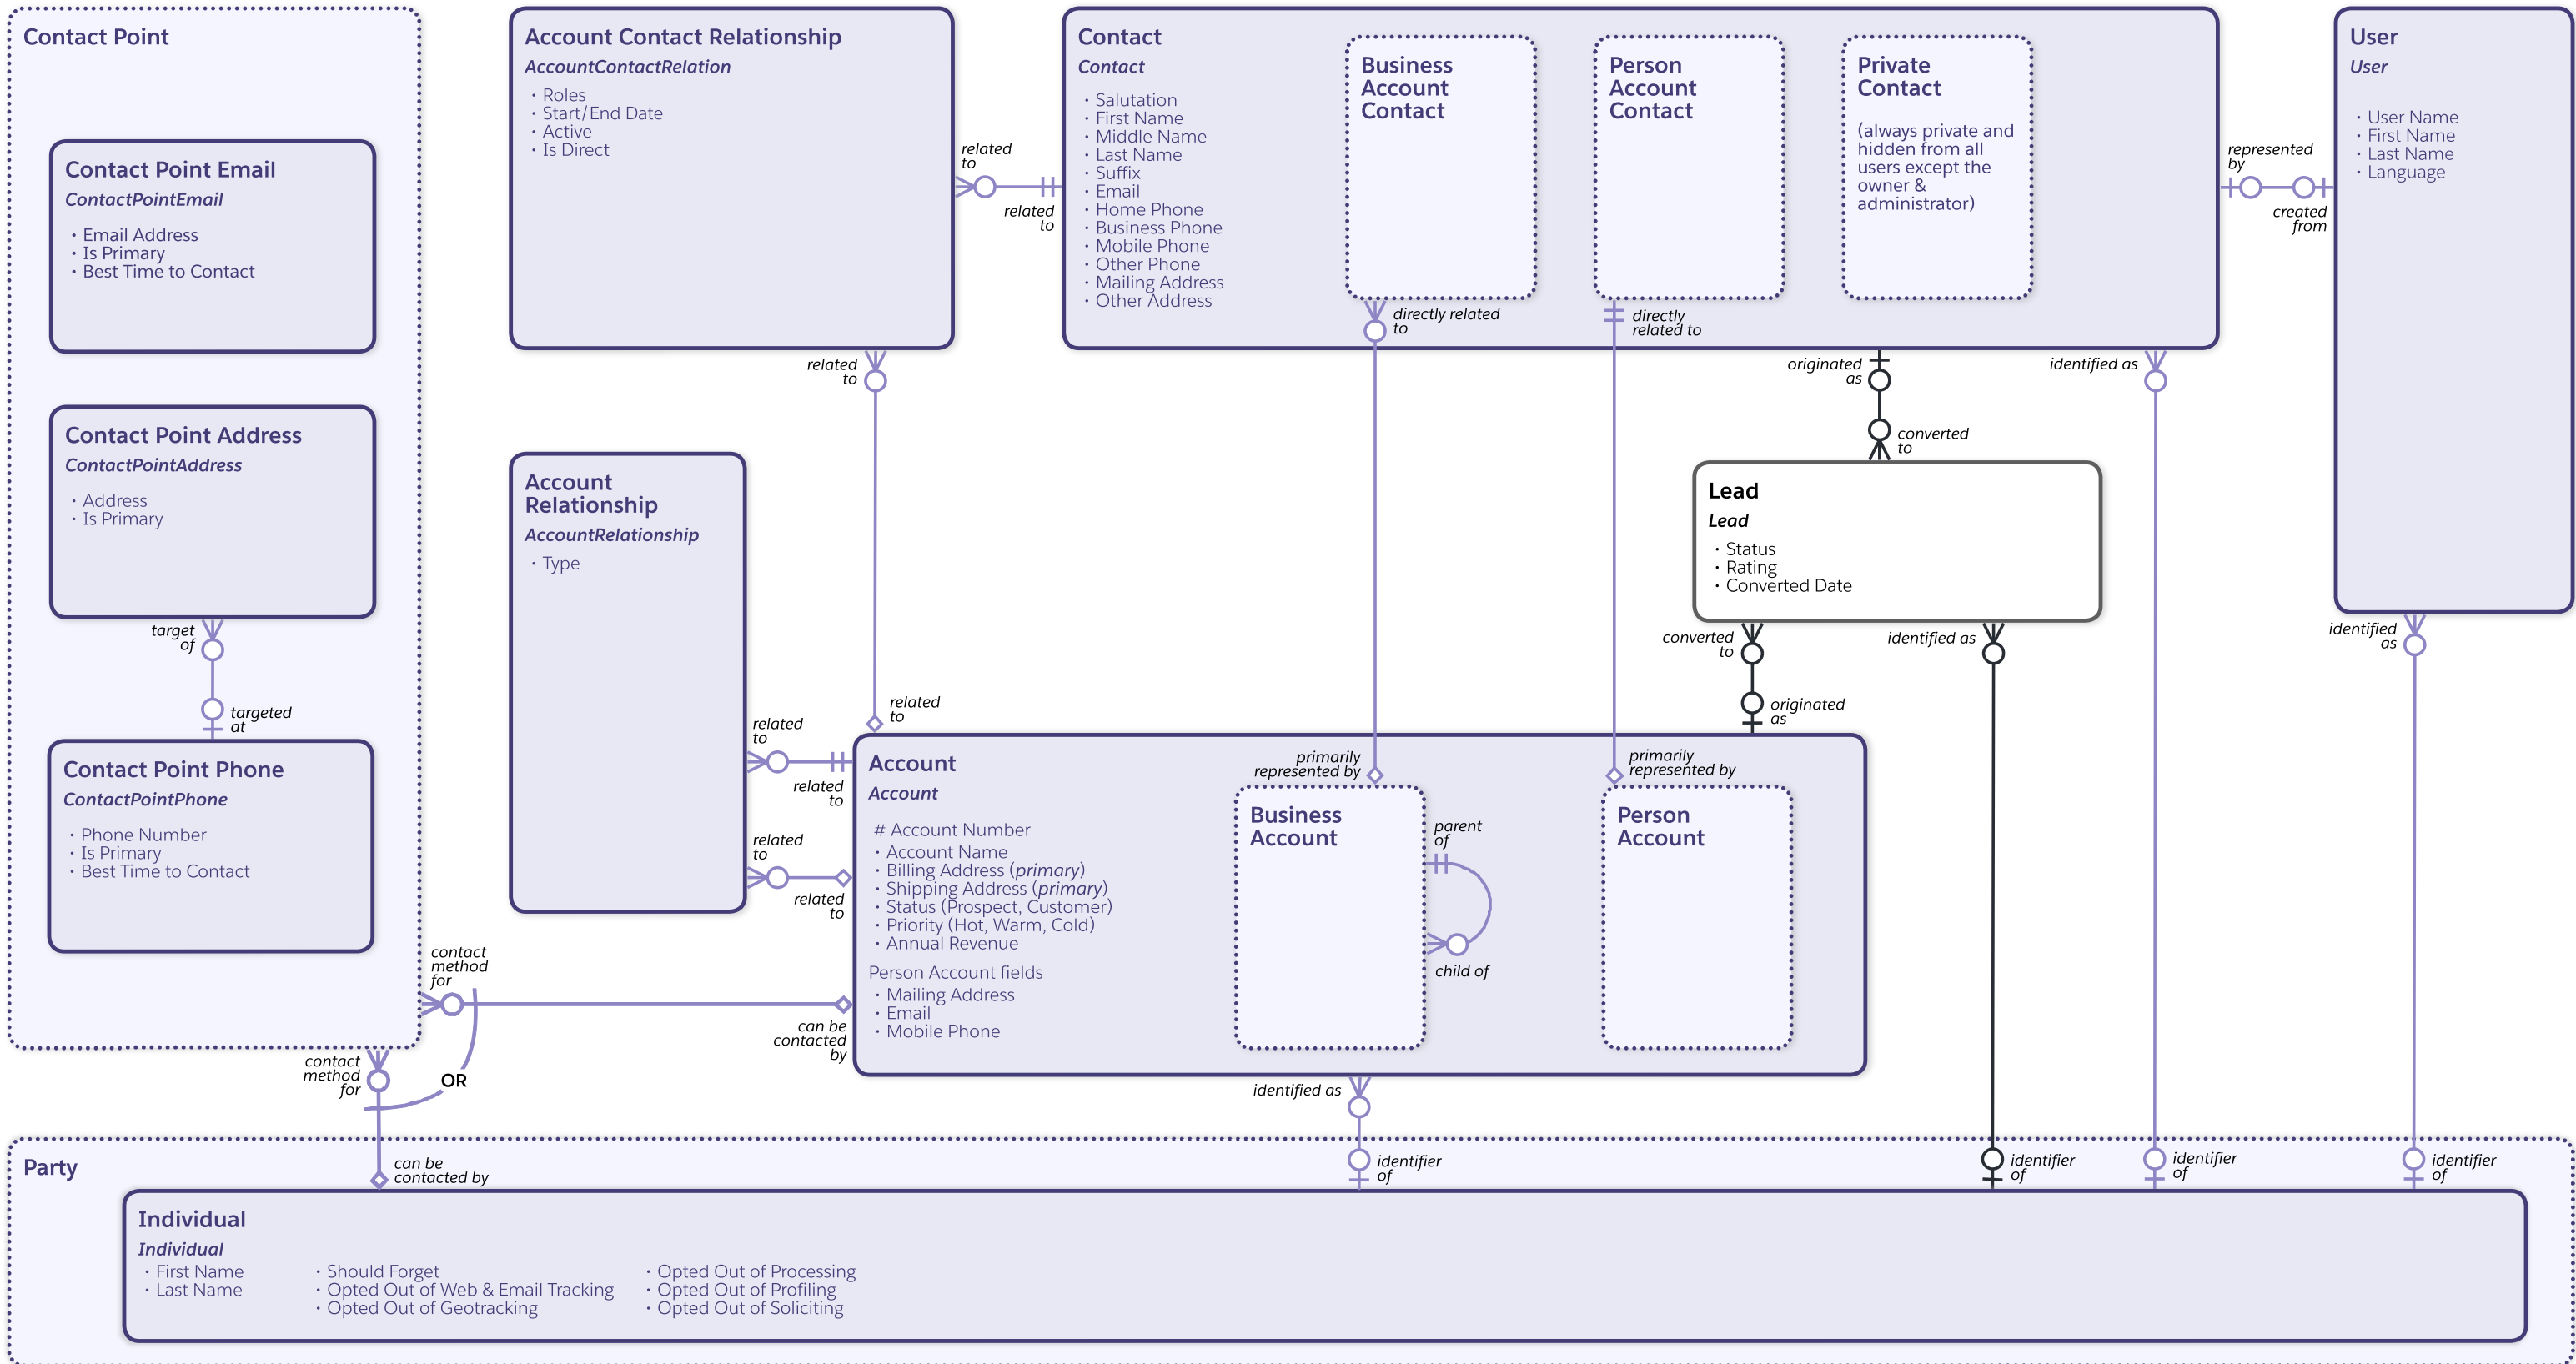 Contact Point
Contact Point Email
ContactPointEmail
· Email Address
· Is Primary
· Best Time to Contact
Contact Point Address
ContactPointAddress
· Address
· Is Primary
target
of
targeted
at
Contact Point Phone
ContactPointPhone
· Phone Number
· Is Primary
· Best Time to Contact
contact
method
for
contact
method
for
OR
Account Contact Relationship
AccountContactRelation
· Roles
· Start/End Date
· Active
· Is Direct
related
to
related
to
related
to
related
to
Account
Relationship
AccountRelationship
· Type
related
to
related
to
related
to
related
to
can be
contacted
by
Contact
Contact
· Salutation
· First Name
· Middle Name
· Last Name
· Suffix
· Email
· Home Phone
· Business Phone
· Mobile Phone
· Other Phone
· Mailing Address
· Other Address
Business
Account
Contact
directly related
to
Person
Account
Contact
directly
related to
Private
Contact
(always private and
hidden from all
users except the
owner &
administrator)
originated
as
converted
to
identified as
represented
by
created
from
User
User
· User Name
· First Name
· Last Name
· Language
identified
as
Lead
Lead
· Status
· Rating
· Converted Date
converted
to
originated
as
identified as
Account
Account
# Account Number
· Account Name
· Billing Address (primary)
· Shipping Address (primary)
· Status (Prospect, Customer)
· Priority (Hot, Warm, Cold)
· Annual Revenue
Person Account fields
· Mailing Address
· Email
· Mobile Phone
primarily
represented by
Business
Account
parent
of
child of
primarily
represented by
Person
Account
identified as
Party
can be
contacted by
identifier
of
identifier
of
identifier
of
identifier
of
Individual
Individual
· First Name
· Last Name
· Should Forget
· Opted Out of Web & Email Tracking
· Opted Out of Geotracking
· Opted Out of Processing
· Opted Out of Profiling
· Opted Out of Soliciting